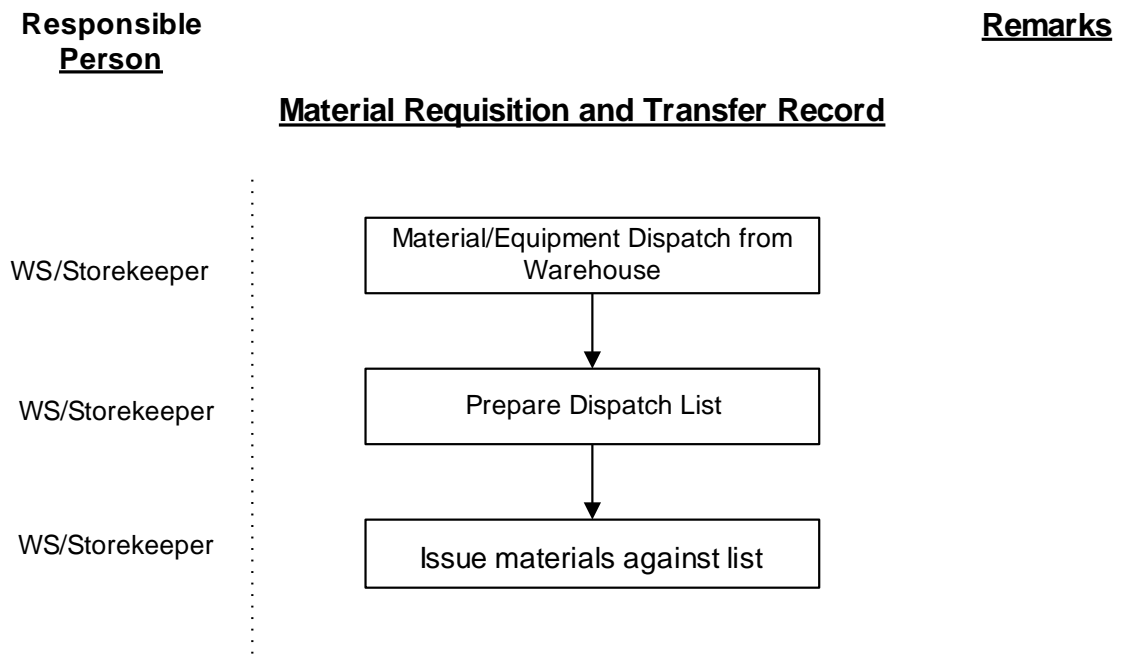 Responsible
Person
Remarks
Material Requisition and Transfer Record
WS/Storekeeper
Material/Equipment Dispatch from
Warehouse
WS/Storekeeper
Prepare Dispatch List
WS/Storekeeper
Issue materials against list